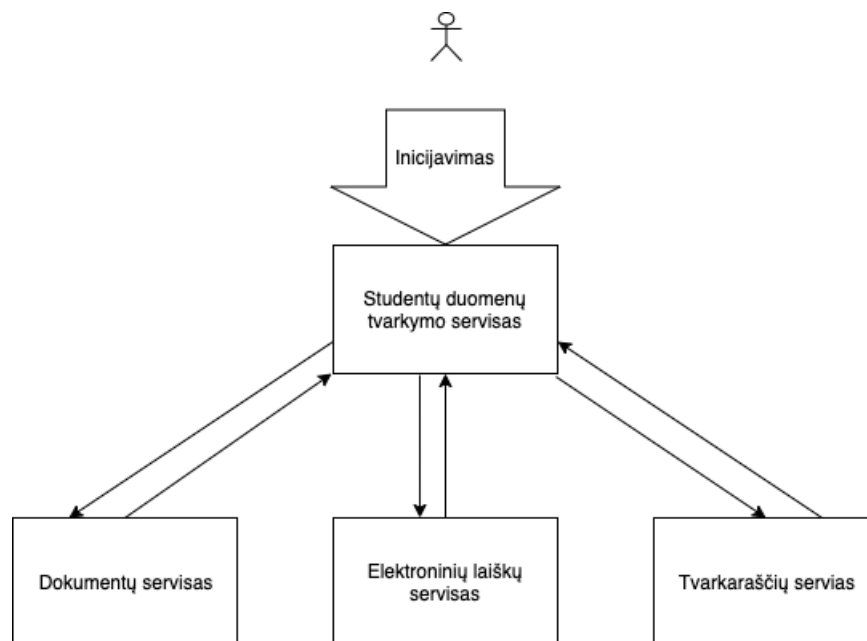 Inicijavimas
Studentų duomenų
tvarkymo servisas
Dokumentų servisas
Elektroninių laiškų
servisas
Tvarkaraščių servias